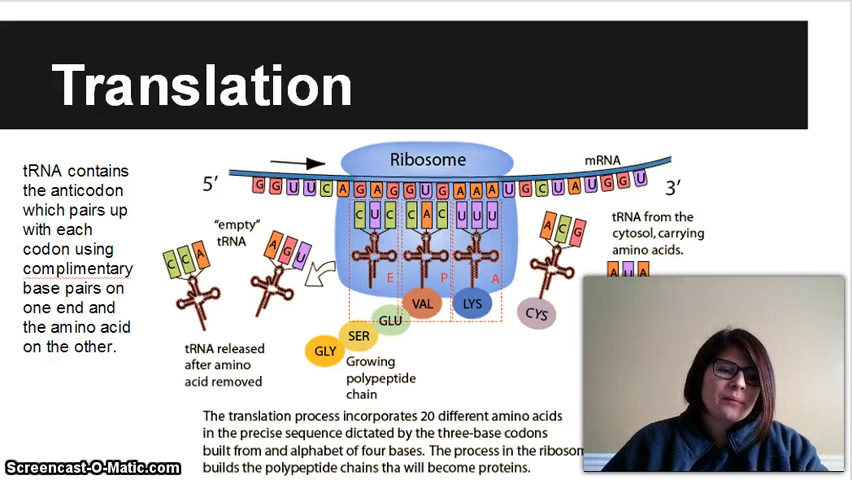 Translation
tRNA contains
the anticodon
which pairs up
with each
codon using
complimentary
base pairs on
one end and
the amino acid
on the other.
Ribosome
mRNA
5'
3'
G G U U C A G A G G U G A A A U G C U A U G G U
C U C C A C U U U
E P A
"empty"
tRNA
C C A
A G U
A C G
tRNA from the
cytosol, carrying
amino acids.
A U A
VAL
LYS
GLU
SER
GLY
CYS
tRNA released
after amino
acid removed
Growing
polypeptide
chain
The translation process incorporates 20 different amino acids
in the precise sequence dictated by the three-base codons
built from and alphabet of four bases. The process in the ribosom
builds the polypeptide chains tha will become proteins.
Screencast-O-Matic.com